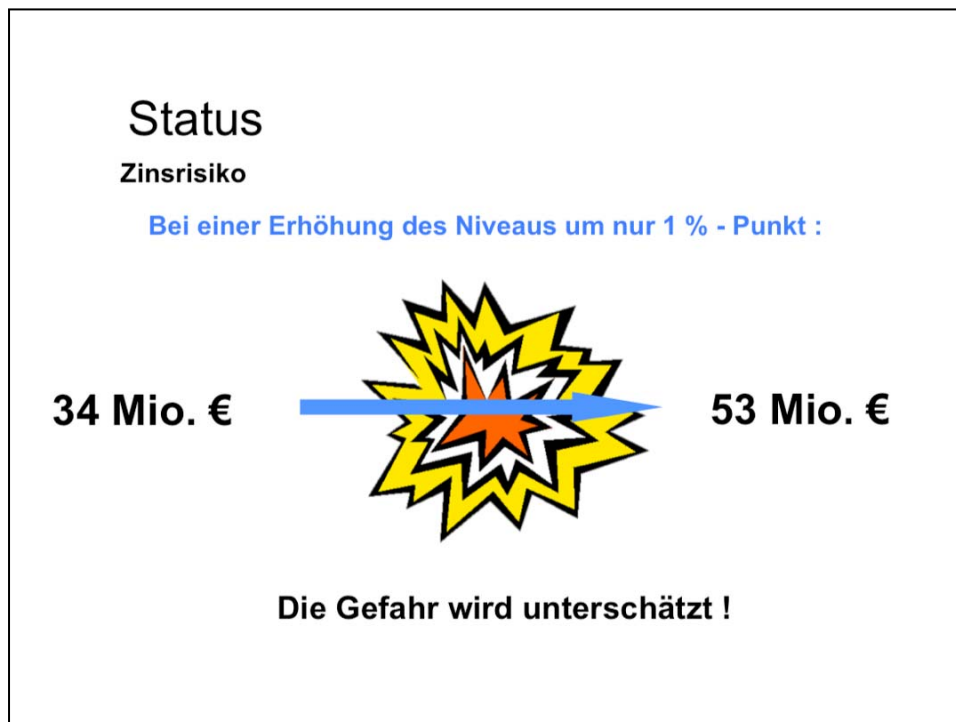 Status
Zinsrisiko
Bei einer Erhöhung des Niveaus um nur 1 % - Punkt :
34 Mio. € 53 Mio. €
Die Gefahr wird unterschätzt !